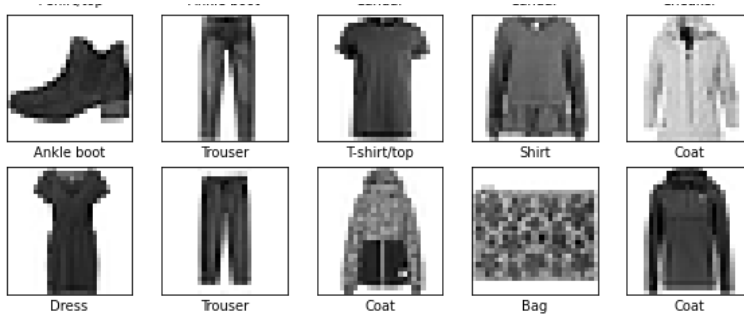 Ankle boot Trouser T-shirt/top Shirt Coat
Dress Trouser Coat Bag Coat